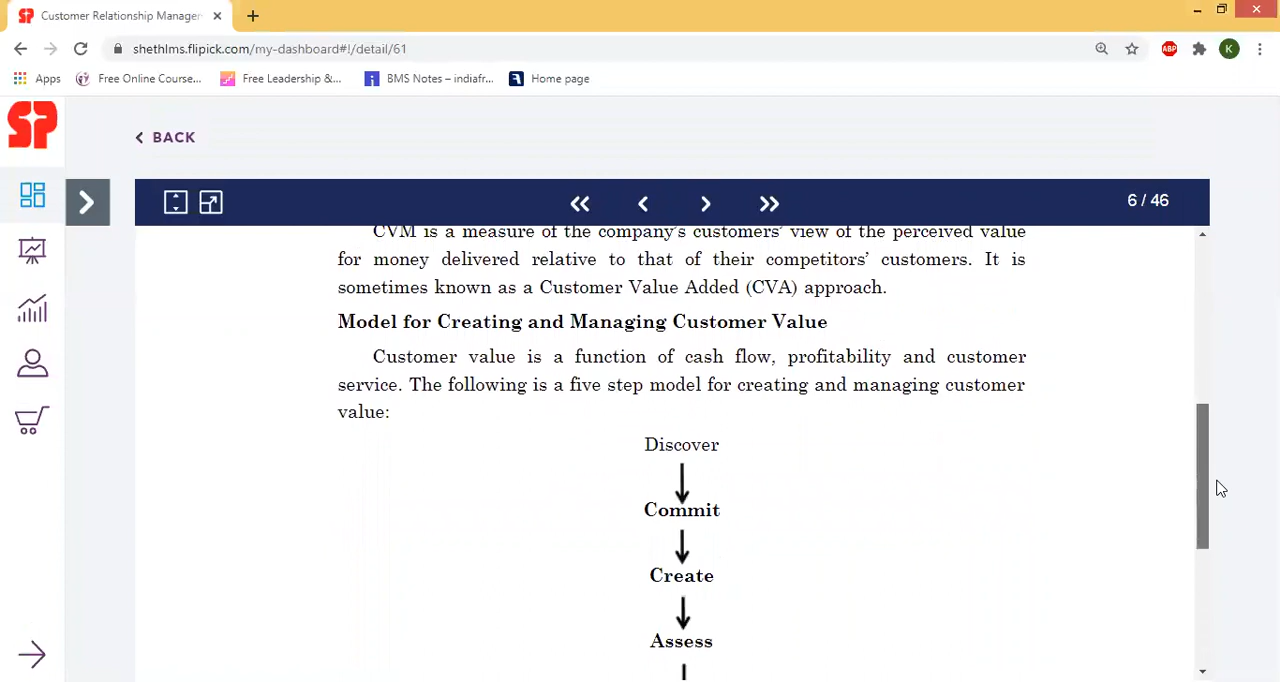 SP Customer Relationship Manager
shethlms.flipick.com/my-dashboard#!/detail/61
ABP
K
Apps Free Online Course... Free Leadership &... BMS Notes – indiafr... Home page
SP
BACK
6 / 46
CVM is a measure of the company's customers' view of the perceived value
for money delivered relative to that of their competitors' customers. It is
sometimes known as a Customer Value Added (CVA) approach.
Model for Creating and Managing Customer Value
Customer value is a function of cash flow, profitability and customer
service. The following is a five step model for creating and managing customer
value:
Discover
Commit
Create
Assess